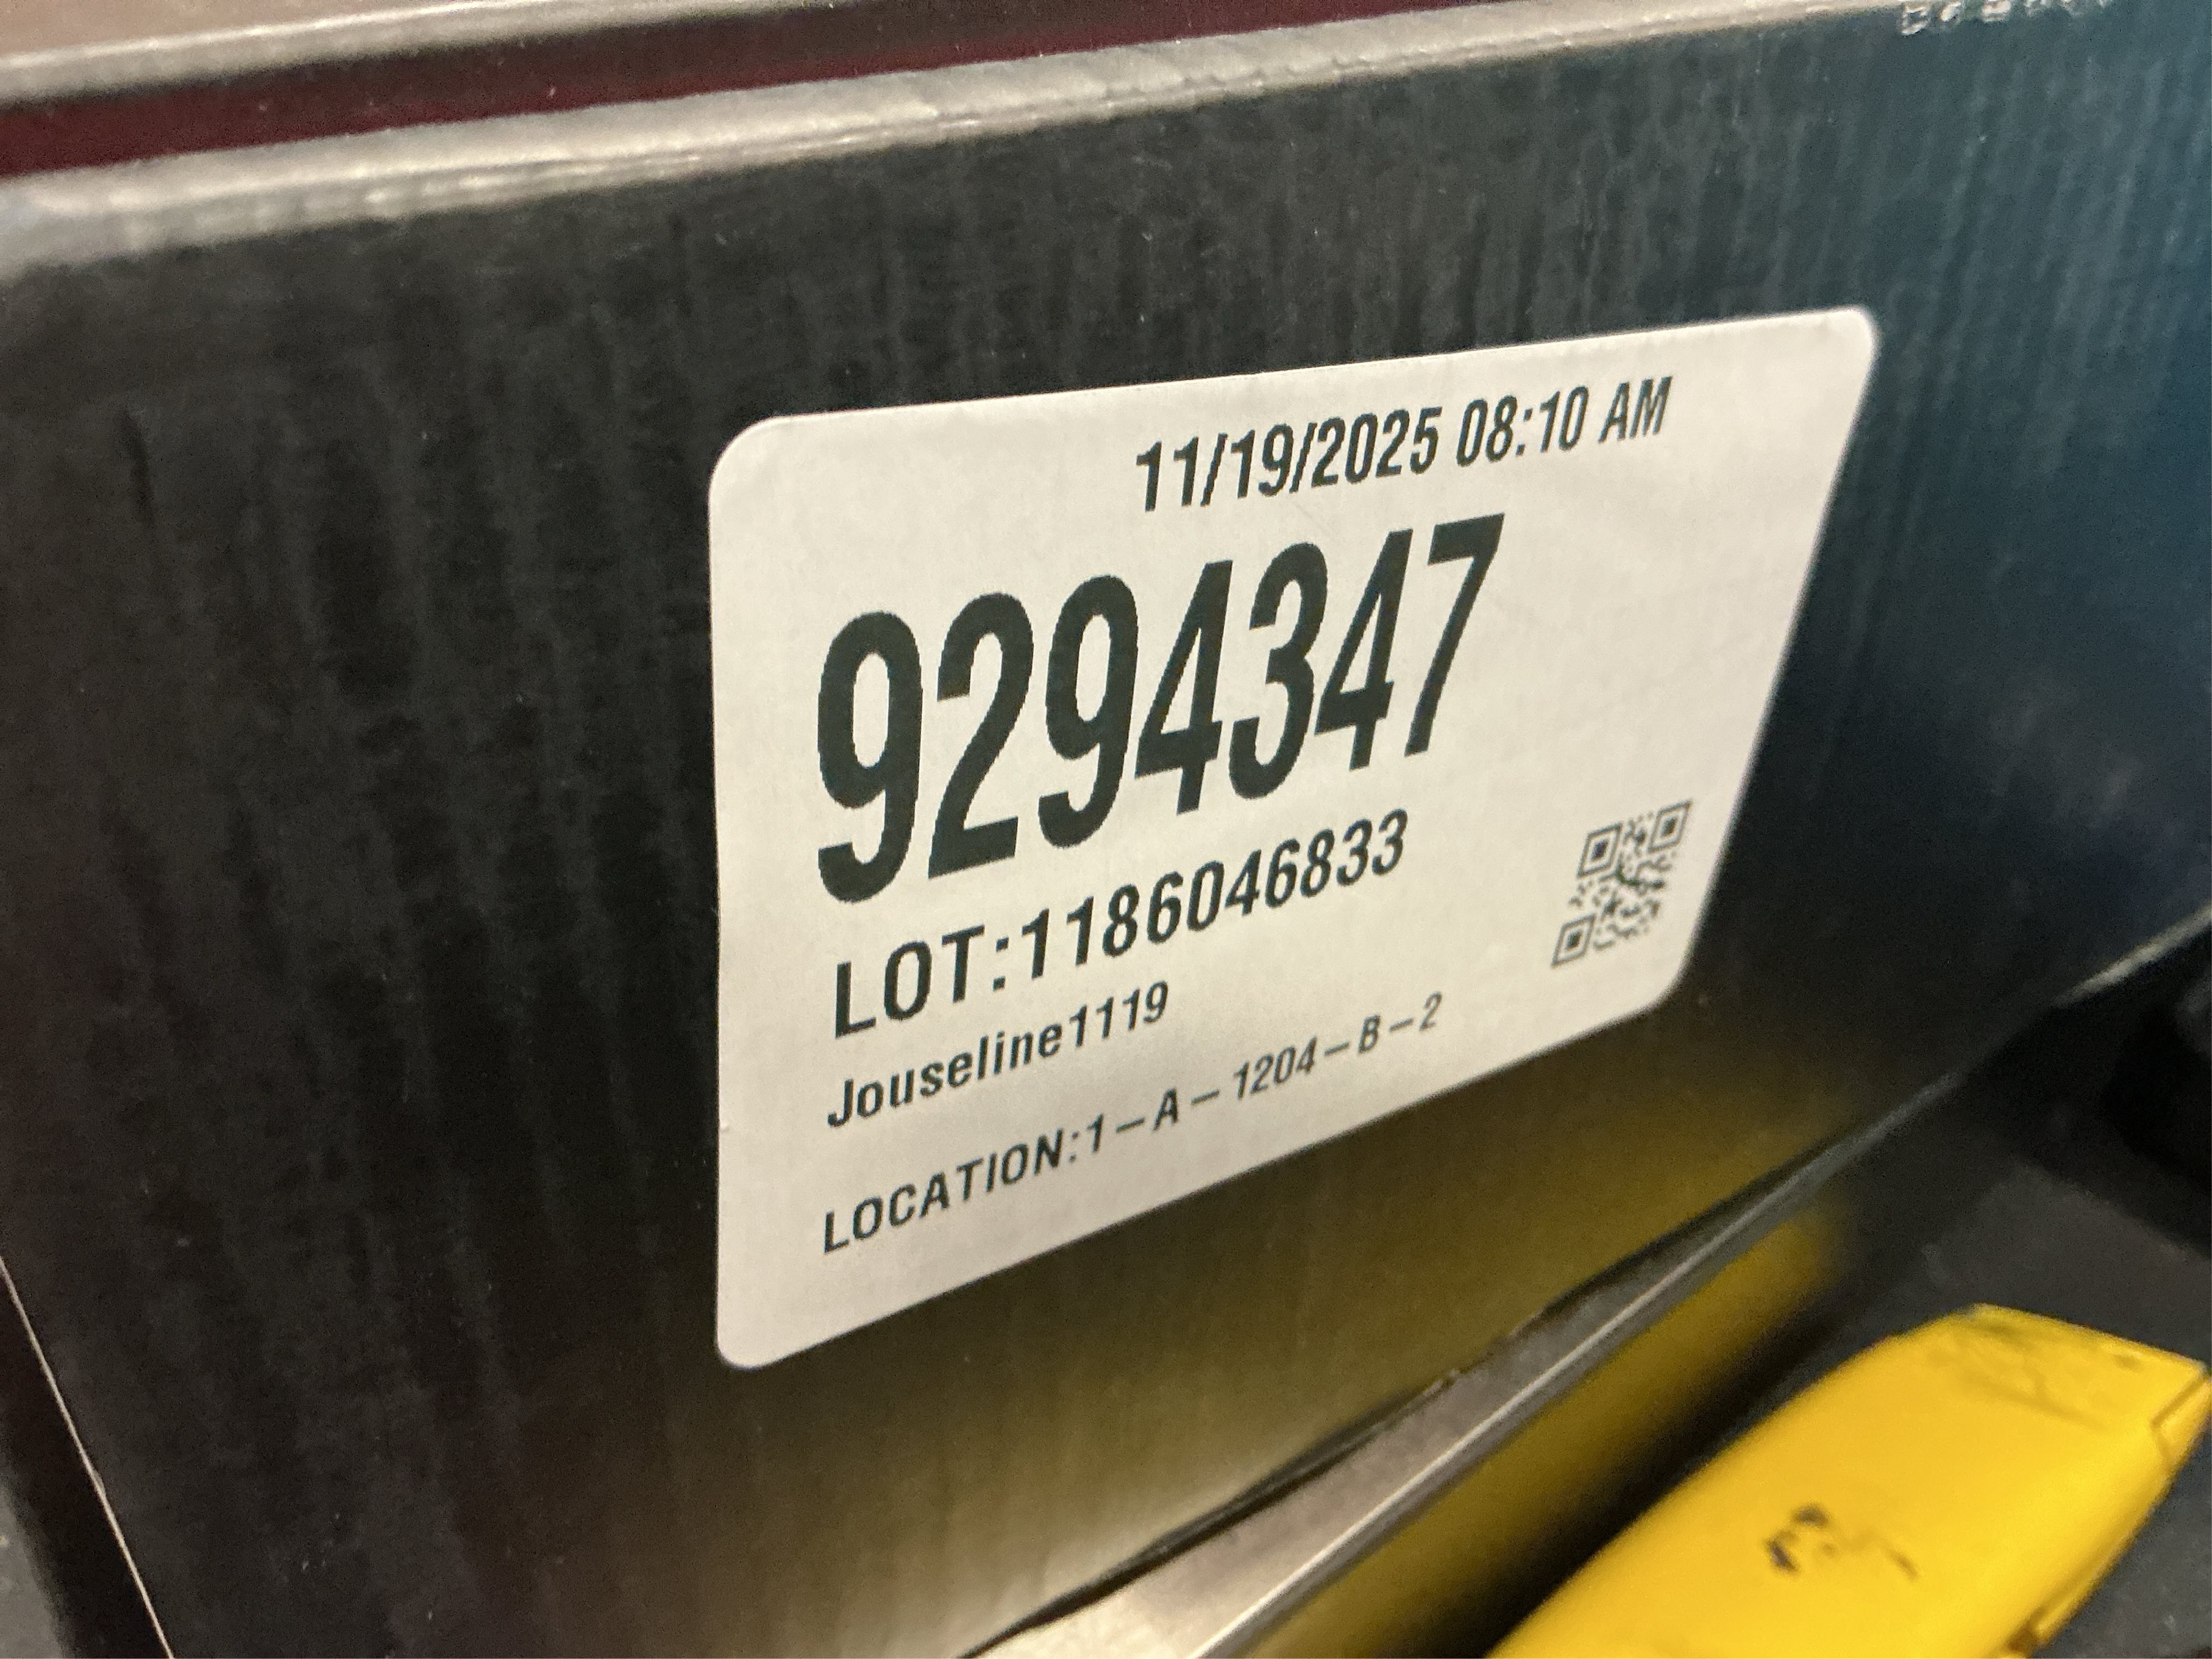 11/19/2025 08:10 AM
9294347
LOT:1186046833
Jouseline1119
LOCATION:1-A-1204-B-2